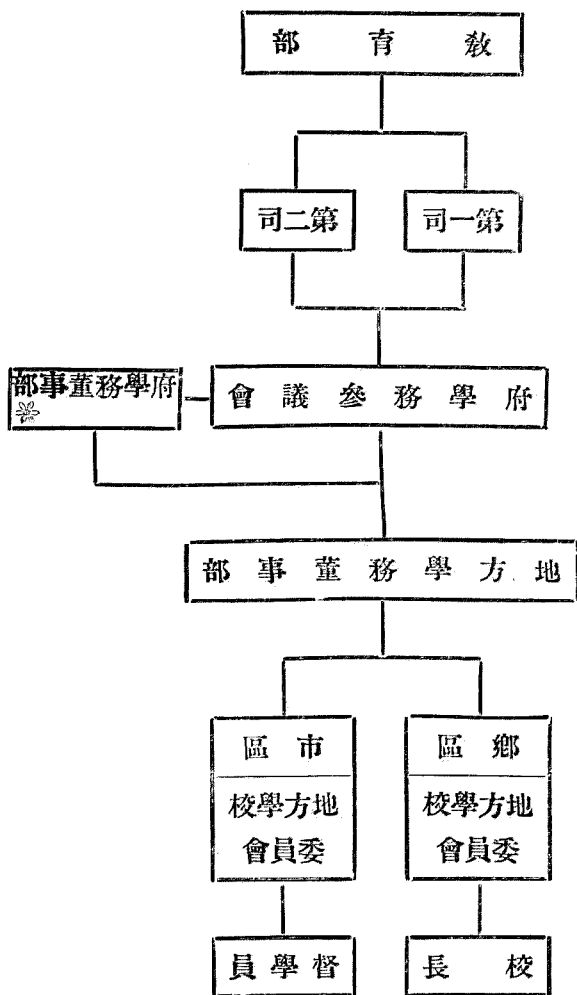 教育部
第一司
第二司
府學務參議會
府學務董事部
地方學務董事部
鄉區
地方學校
委員會
市區
地方學校
委員會
校長
督學員